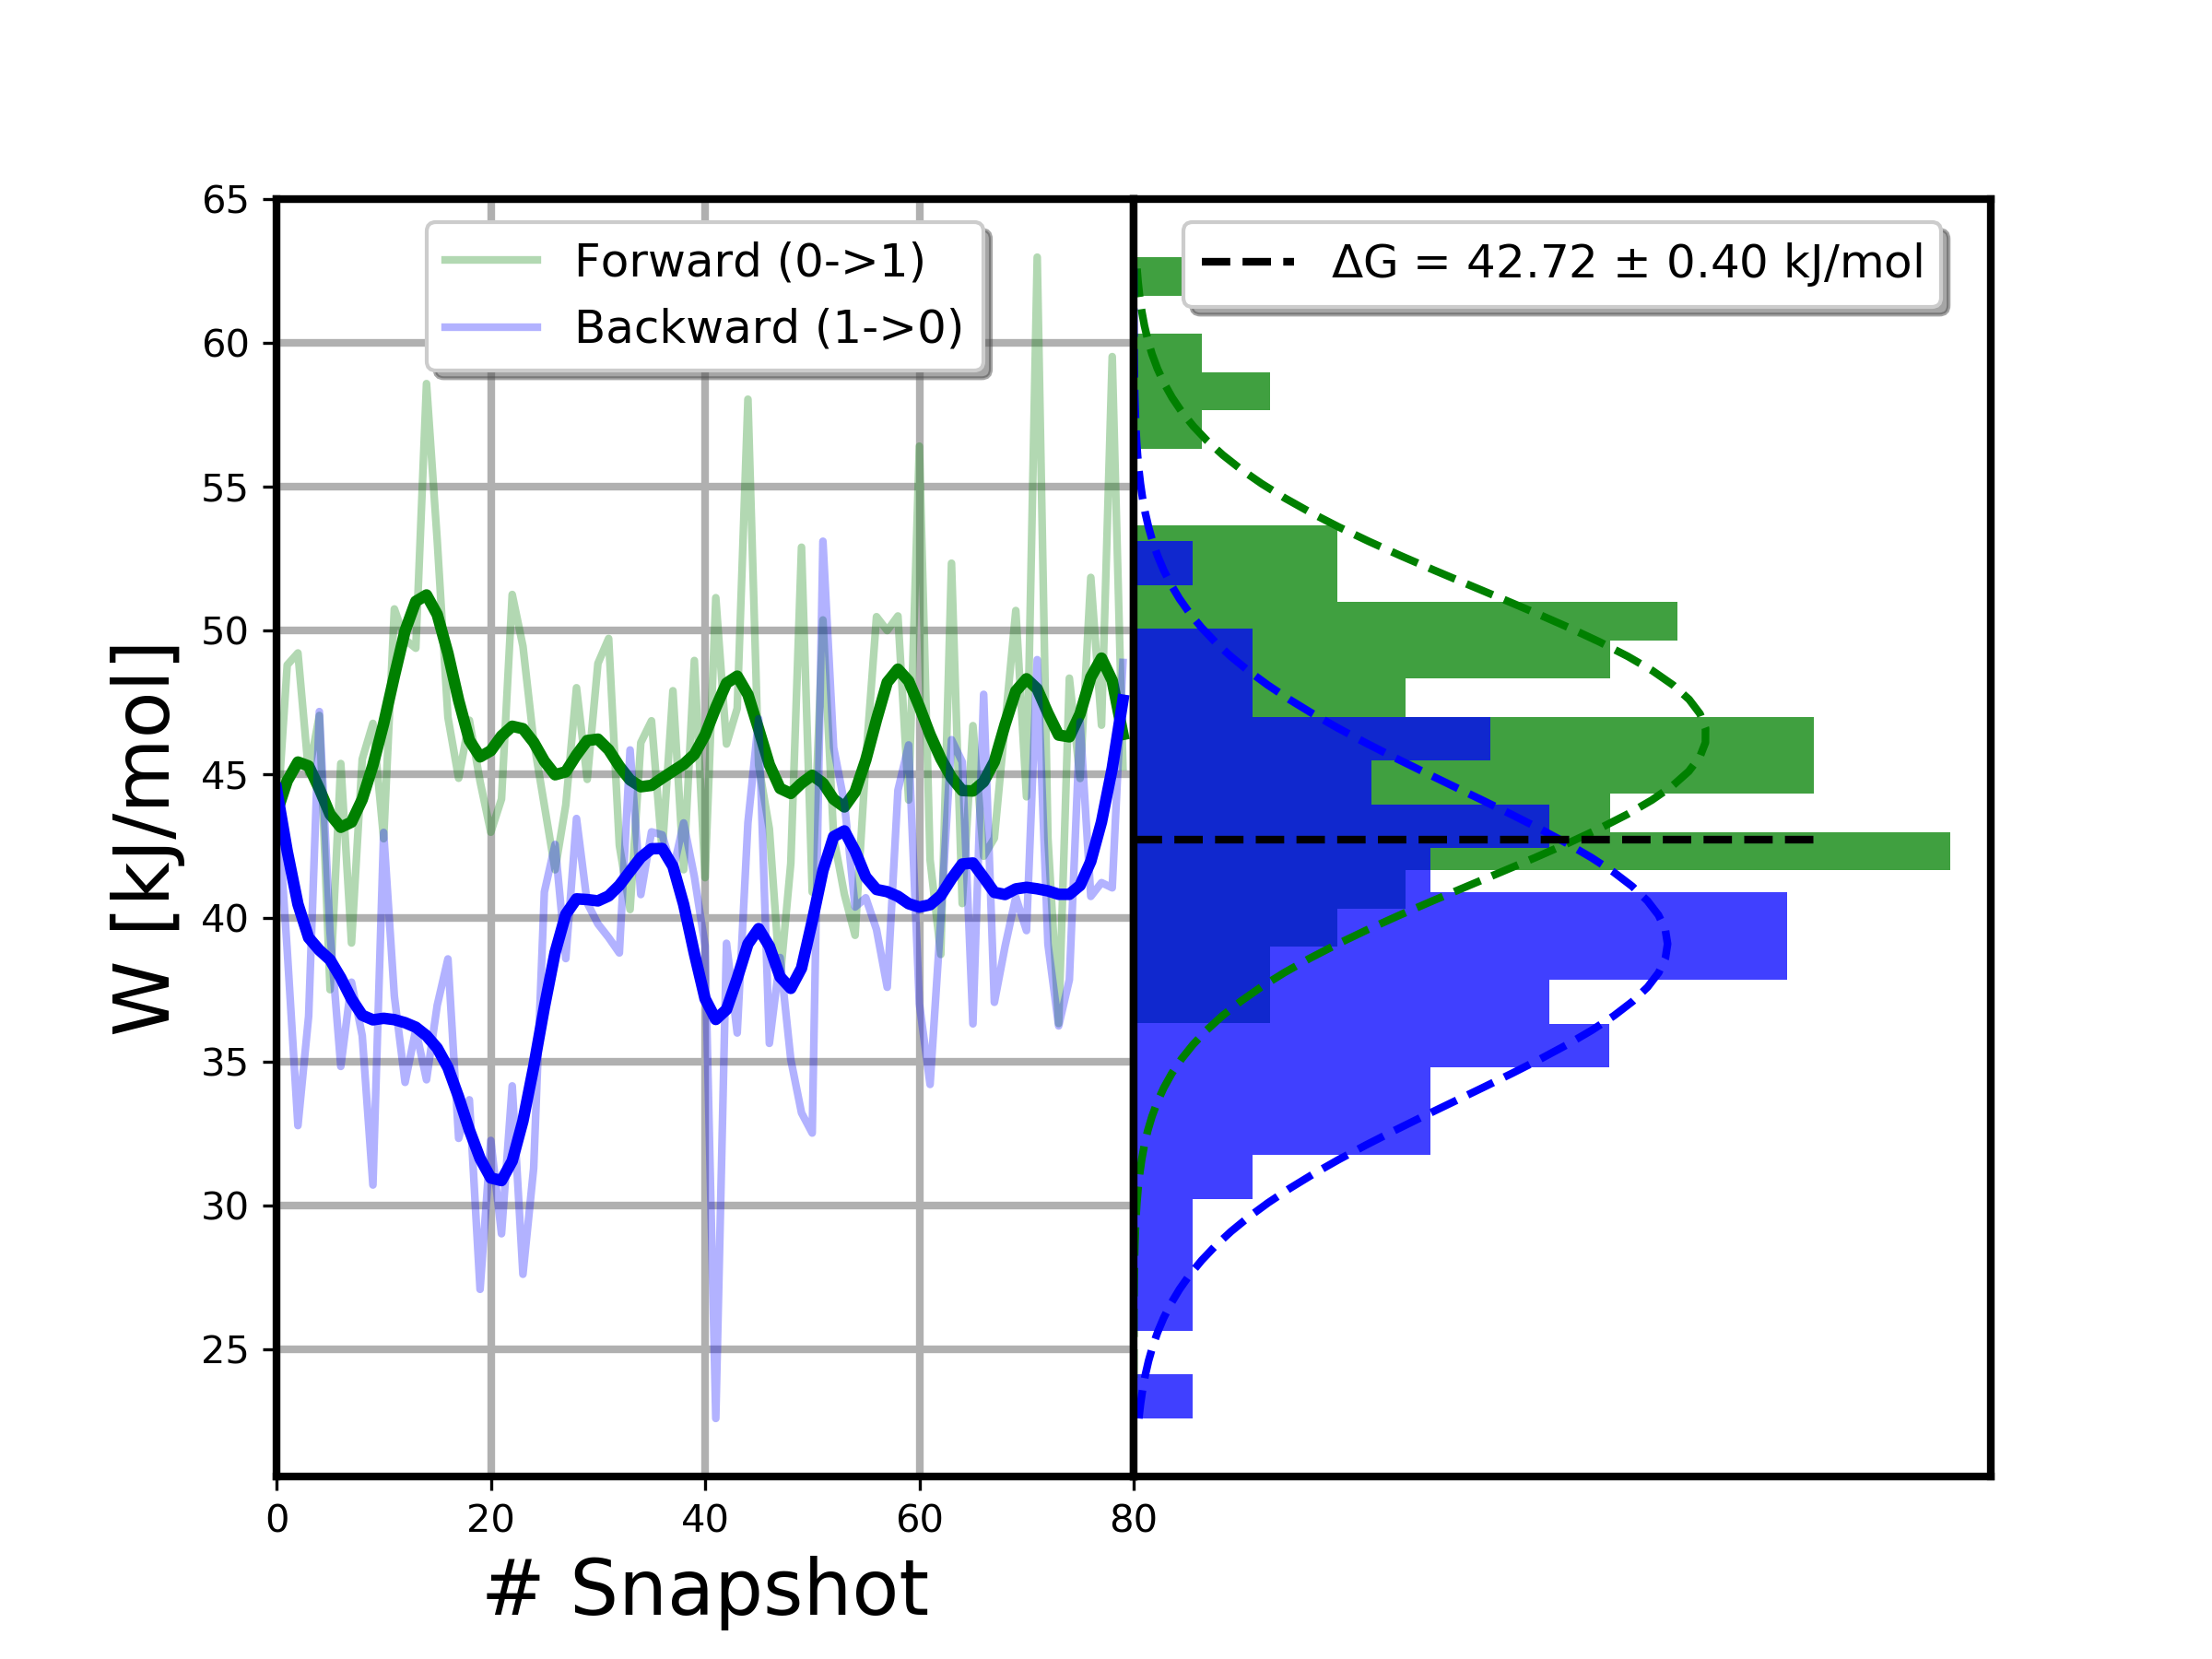 W [kJ/mol]
65
60
55
50
45
40
35
30
25
Forward (0->1)
Backward (1->0)
ΔG = 42.72 ± 0.40 kJ/mol
0 20 40 60 80
# Snapshot